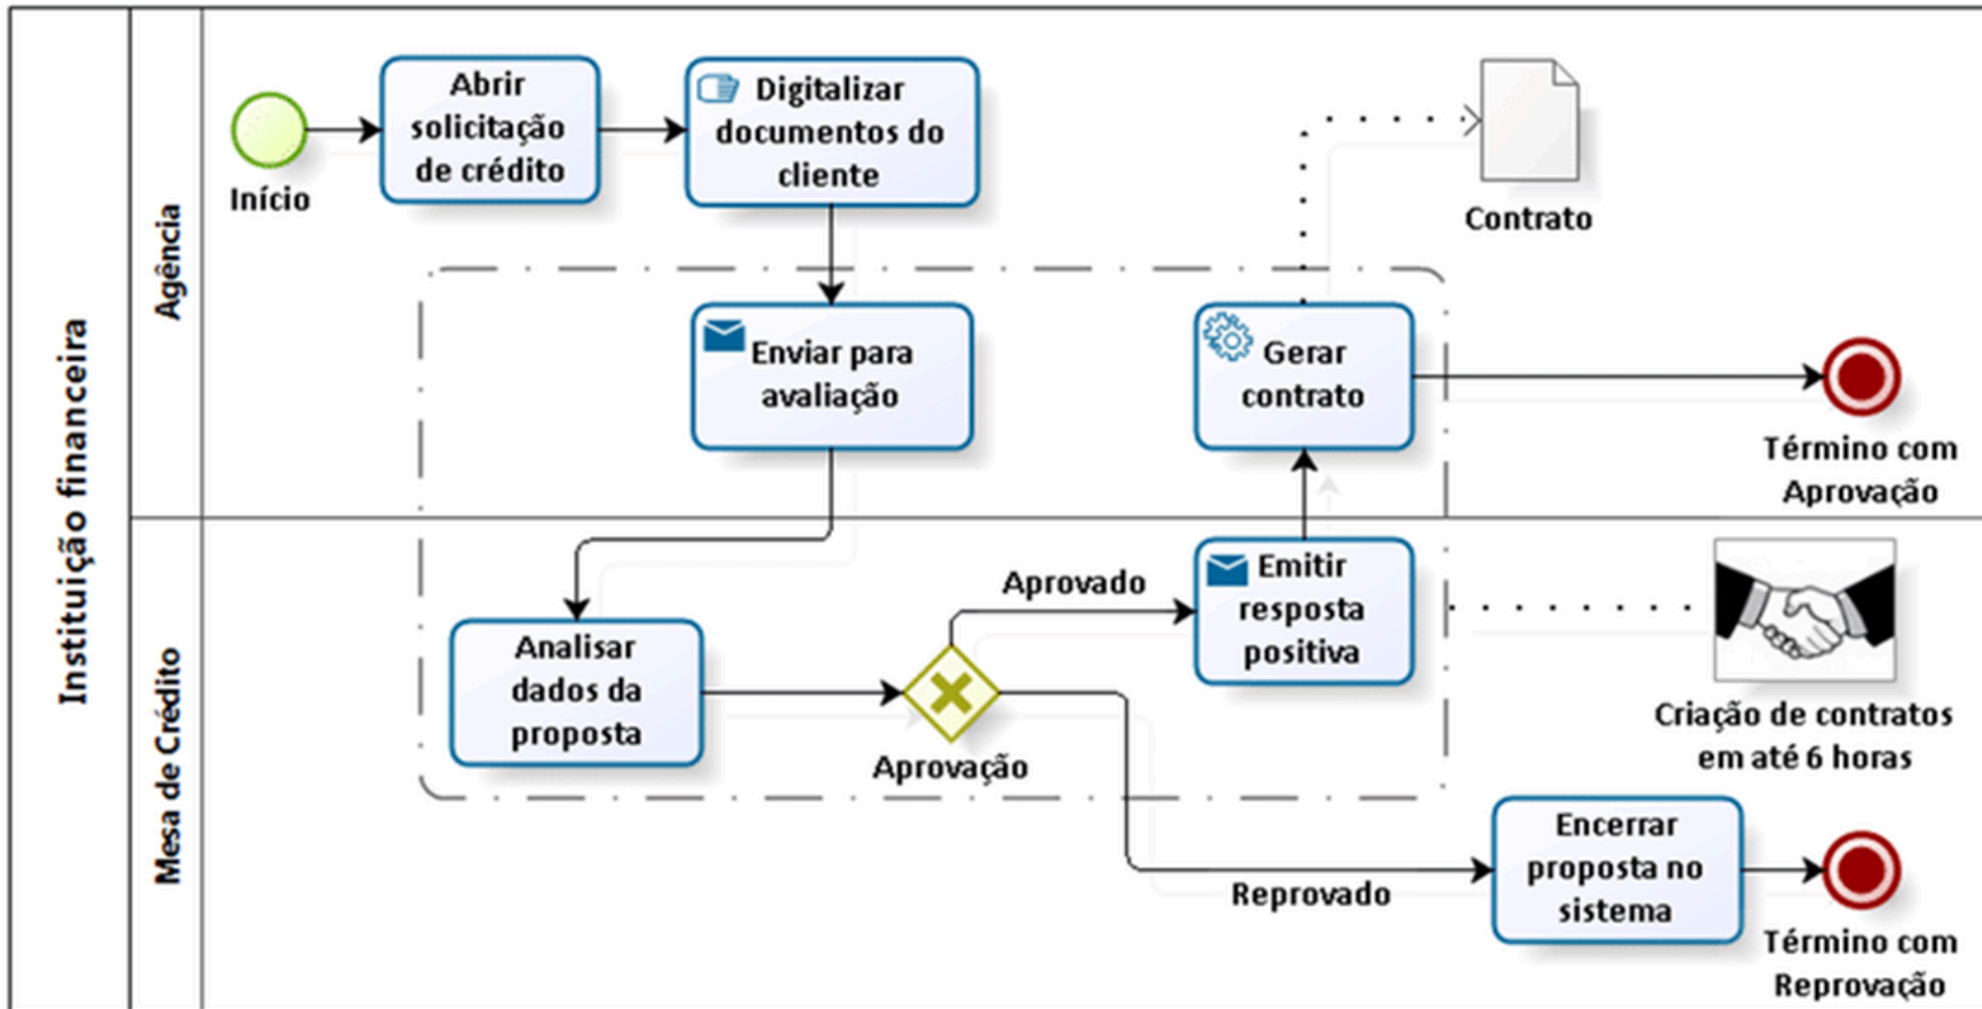 Instituição financeira
Agência
Início
Abrir
solicitação
de crédito
Digitalizar
documentos do
cliente
Contrato
Enviar para
avaliação
Gerar
contrato
Término com
Aprovação
Mesa de Crédito
Analisar
dados da
proposta
Aprovação
Aprovado
Emitir
resposta
positiva
Criação de contratos
em até 6 horas
Reprovado
Encerrar
proposta no
sistema
Término com
Reprovação